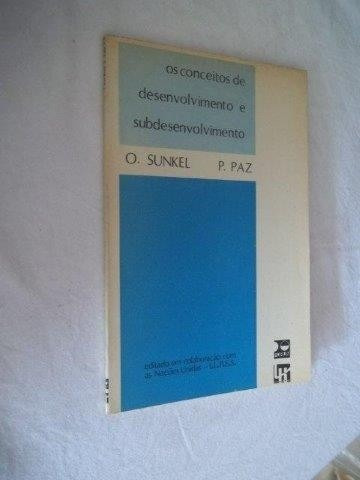 os conceitos de
desenvolvimento e
subdesenvolvimento
O. SUNKEL P. PAZ
editado em colaboração com
as Nações Unidas -